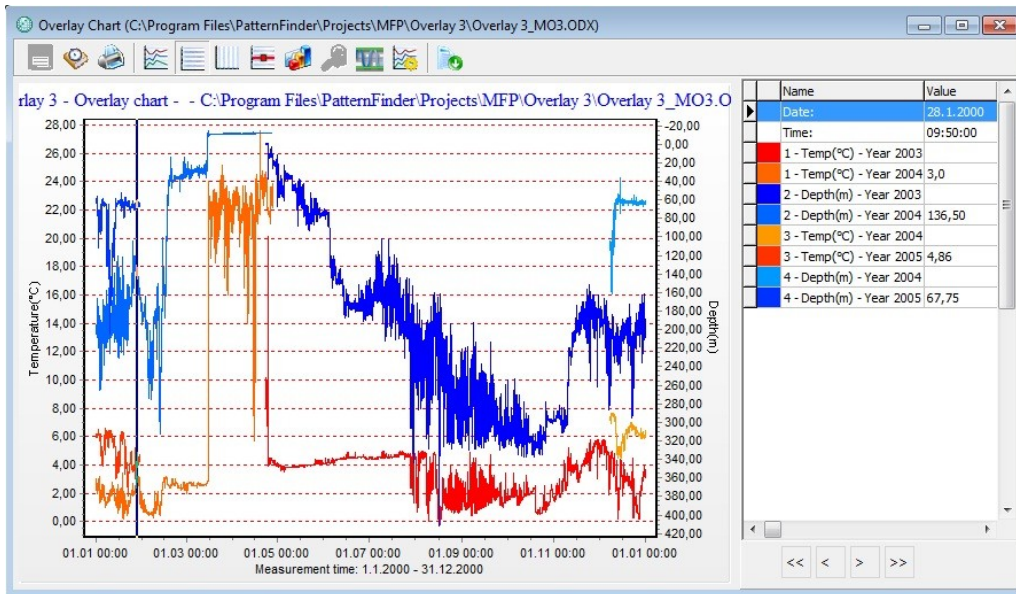 Overlay Chart (C:\Program Files\PatternFinder\Projects\MFP\Overlay 3\Overlay 3_MO3.ODX)
rlay 3 - Overlay chart - - C:\Program Files\PatternFinder\Projects\MFP\Overlay 3\Overlay 3_MO3.O
28,00
26,00
24,00
22,00
20,00
18,00
16,00
14,00
12,00
10,00
8,00
6,00
4,00
2,00
0,00
Temperature(°C)
-20,00
0,00
20,00
40,00
60,00
80,00
100,00
120,00
140,00
160,00
180,00
200,00
220,00
240,00
260,00
280,00
300,00
320,00
340,00
360,00
380,00
400,00
420,00
Depth(m)
01.01 00:00 01.03 00:00 01.05 00:00 01.07 00:00 01.09 00:00 01.11 00:00 01.01 00:00
Measurement time: 1.1.2000 - 31.12.2000
Name Value
Date: 28.1.2000
Time: 09:50:00
1 - Temp(°C) - Year 2003
1 - Temp(°C) - Year 2004 3,0
2 - Depth(m) - Year 2003
2 - Depth(m) - Year 2004 136,50
3 - Temp(°C) - Year 2004
3 - Temp(°C) - Year 2005 4,86
4 - Depth(m) - Year 2004
4 - Depth(m) - Year 2005 67,75
<< < > >>